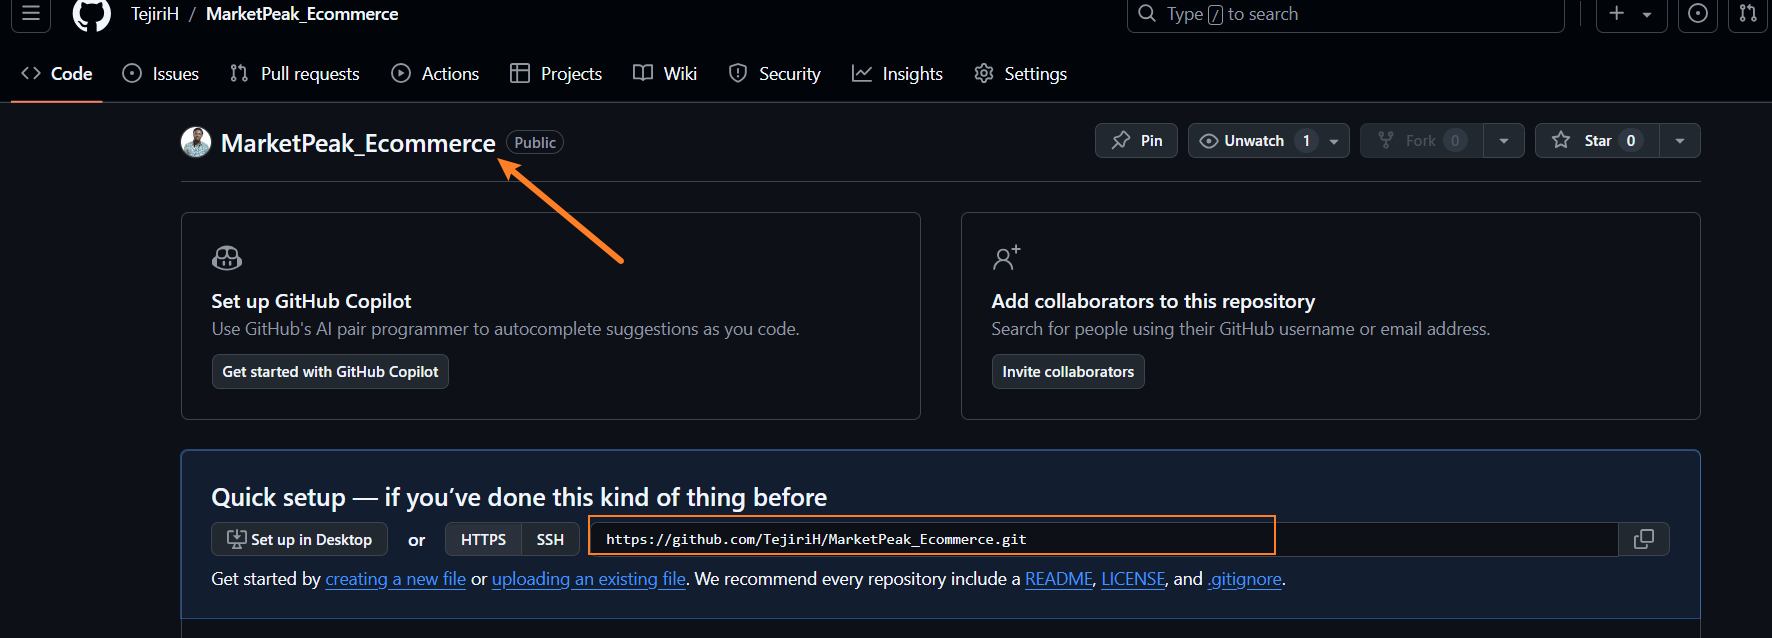 TejiriH / MarketPeak_Ecommerce
Type / to search
Code Issues Pull requests Actions Projects Wiki Security Insights Settings
MarketPeak_Ecommerce Public
Pin Unwatch 1 Fork 0 Star 0
Set up GitHub Copilot
Use GitHub's AI pair programmer to autocomplete suggestions as you code.
Get started with GitHub Copilot
Add collaborators to this repository
Search for people using their GitHub username or email address.
Invite collaborators
Quick setup — if you’ve done this kind of thing before
Set up in Desktop or HTTPS SSH https://github.com/TejiriH/MarketPeak_Ecommerce.git
Get started by creating a new file or uploading an existing file. We recommend every repository include a README, LICENSE, and .gitignore.